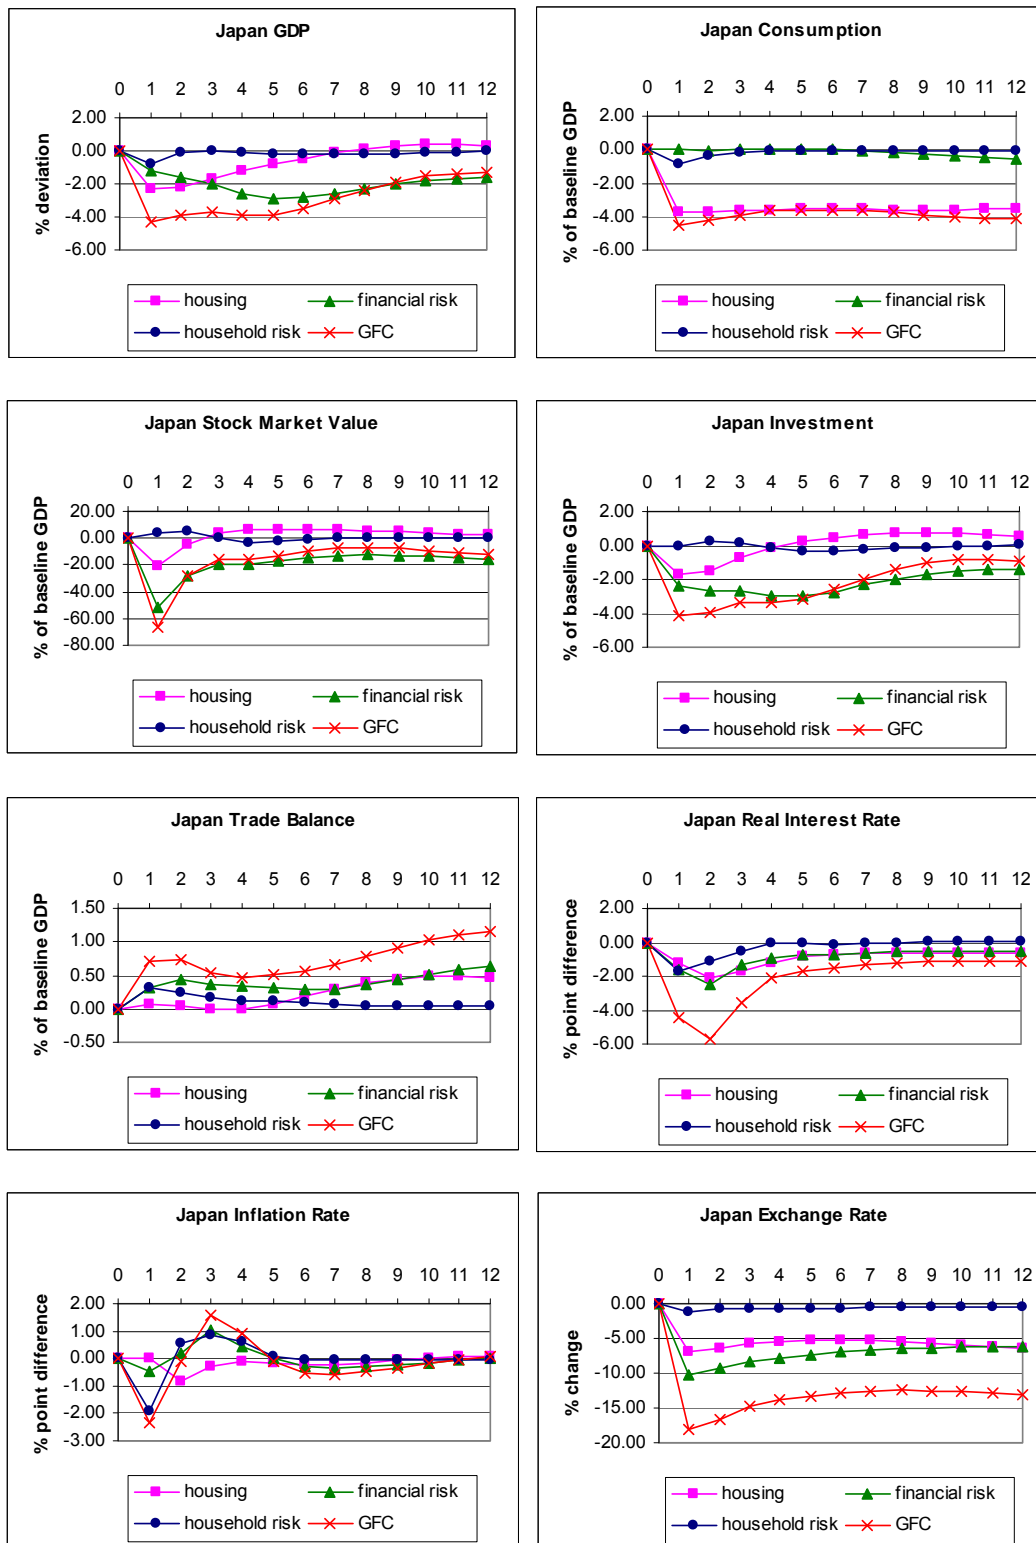 Japan GDP
0 1 2 3 4 5 6 7 8 9 10 11 12
2.00
0.00
-2.00
-4.00
-6.00
% deviation
housing financial risk
household risk GFC
Japan Consumption
0 1 2 3 4 5 6 7 8 9 10 11 12
2.00
0.00
-2.00
-4.00
-6.00
% of baseline GDP
housing financial risk
household risk GFC
Japan Stock Market Value
0 1 2 3 4 5 6 7 8 9 10 11 12
20.00
0.00
-20.00
-40.00
-60.00
-80.00
% of baseline GDP
housing financial risk
household risk GFC
Japan Investment
0 1 2 3 4 5 6 7 8 9 10 11 12
2.00
0.00
-2.00
-4.00
-6.00
% of baseline GDP
housing financial risk
household risk GFC
Japan Trade Balance
0 1 2 3 4 5 6 7 8 9 10 11 12
1.50
1.00
0.50
0.00
-0.50
% of baseline GDP
housing financial risk
household risk GFC
Japan Real Interest Rate
0 1 2 3 4 5 6 7 8 9 10 11 12
2.00
0.00
-2.00
-4.00
-6.00
% point difference
housing financial risk
household risk GFC
Japan Inflation Rate
0 1 2 3 4 5 6 7 8 9 10 11 12
2.00
1.00
0.00
-1.00
-2.00
-3.00
% point difference
housing financial risk
household risk GFC
Japan Exchange Rate
0 1 2 3 4 5 6 7 8 9 10 11 12
0.00
-5.00
-10.00
-15.00
-20.00
% change
housing financial risk
household risk GFC